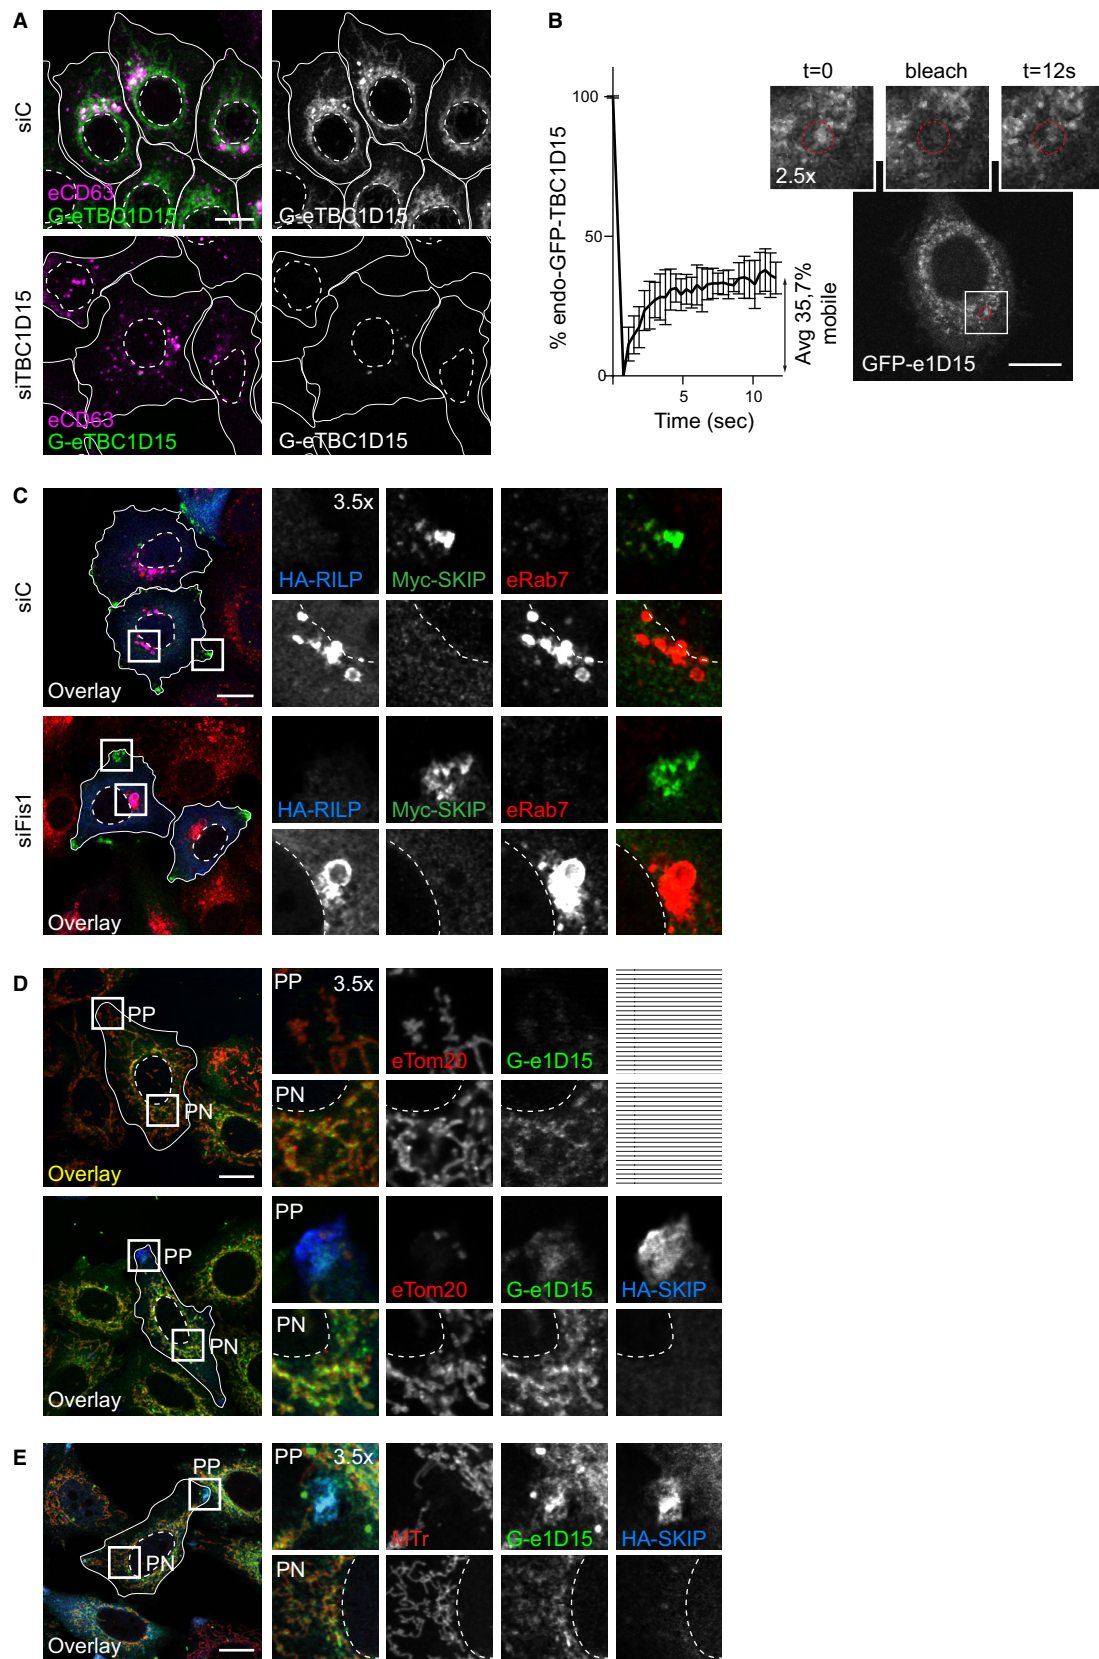 A
siC
eCD63
G-eTBC1D15
G-eTBC1D15
siTBC1D15
eCD63
G-eTBC1D15
G-eTBC1D15
B
% endo-GFP-TBC1D15
100
50
0
5
10
Time (sec)
Avg 35,7%
mobile
t=0
bleach
t=12s
2.5x
GFP-e1D15
C
siC
Overlay
3.5x
HA-RILP
Myc-SKIP
eRab7
siFis1
Overlay
HA-RILP
Myc-SKIP
eRab7
D
PP
PN
Overlay
PP
3.5x
eTom20
G-e1D15
PN
PP
PN
Overlay
PP
eTom20
G-e1D15
HA-SKIP
PN
E
PP
PN
Overlay
PP
3.5x
MTr
G-e1D15
HA-SKIP
PN